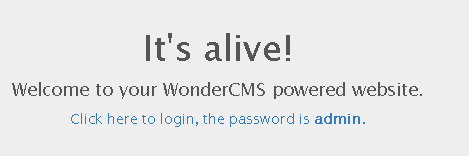 It's alive!
Welcome to your WonderCMS powered website.
Click here to login, the password is admin.